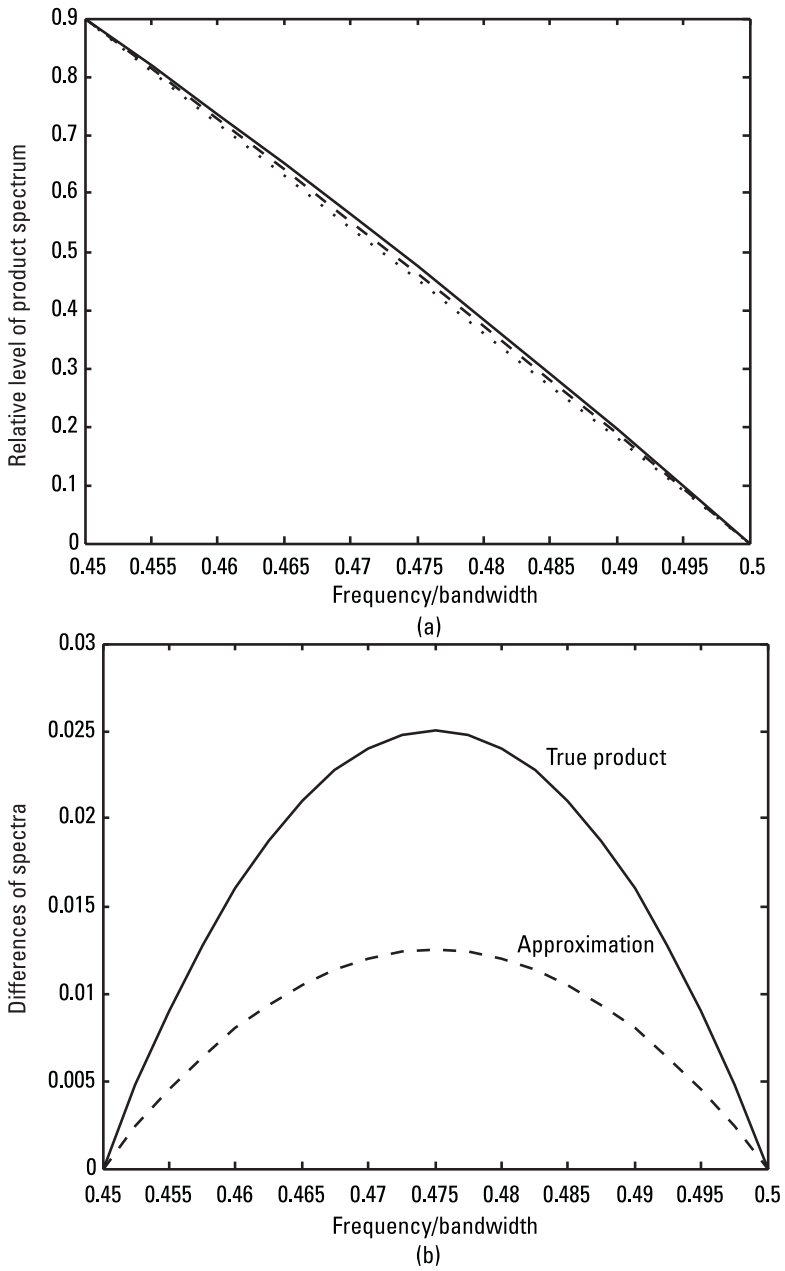 0.9
0.8
0.7
0.6
0.5
0.4
0.3
0.2
0.1
0
Relative level of product spectrum
0.45 0.455 0.46 0.465 0.47 0.475 0.48 0.485 0.49 0.495 0.5
Frequency/bandwidth
(a)
0.03
0.025
0.02
0.015
0.01
0.005
0
Differences of spectra
True product
Approximation
0.45 0.455 0.46 0.465 0.47 0.475 0.48 0.485 0.49 0.495 0.5
Frequency/bandwidth
(b)